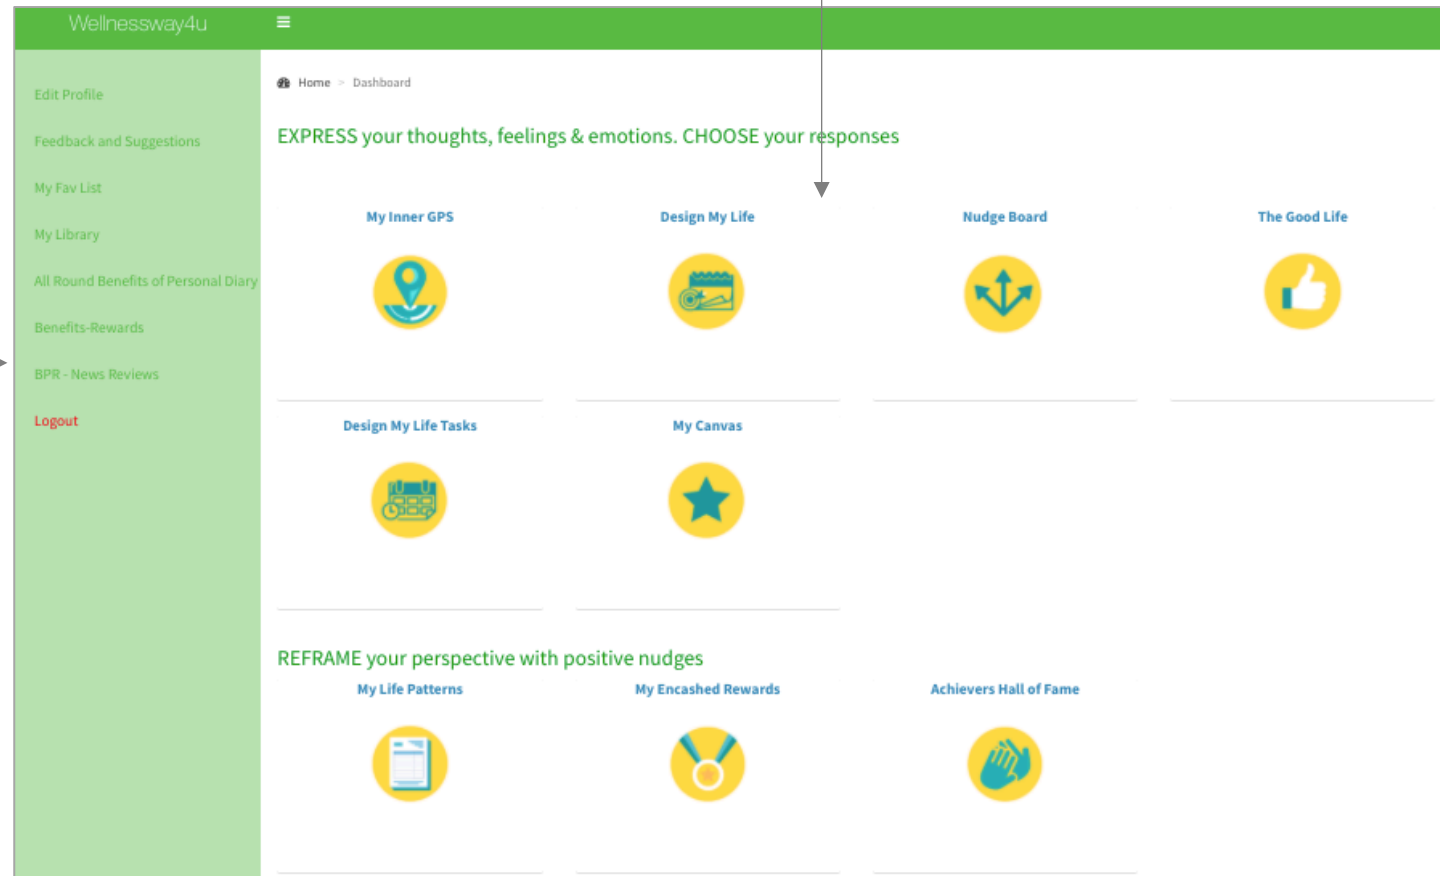 Wellnessway4u
Edit Profile
Feedback and Suggestions
My Fav List
My Library
All Round Benefits of Personal Diary
Benefits-Rewards
BPR - News Reviews
Logout
Home > Dashboard
EXPRESS your thoughts, feelings & emotions. CHOOSE your responses
My Inner GPS
Design My Life
Nudge Board
The Good Life
Design My Life Tasks
My Canvas
REFRAME your perspective with positive nudges
My Life Patterns
My Encashed Rewards
Achievers Hall of Fame